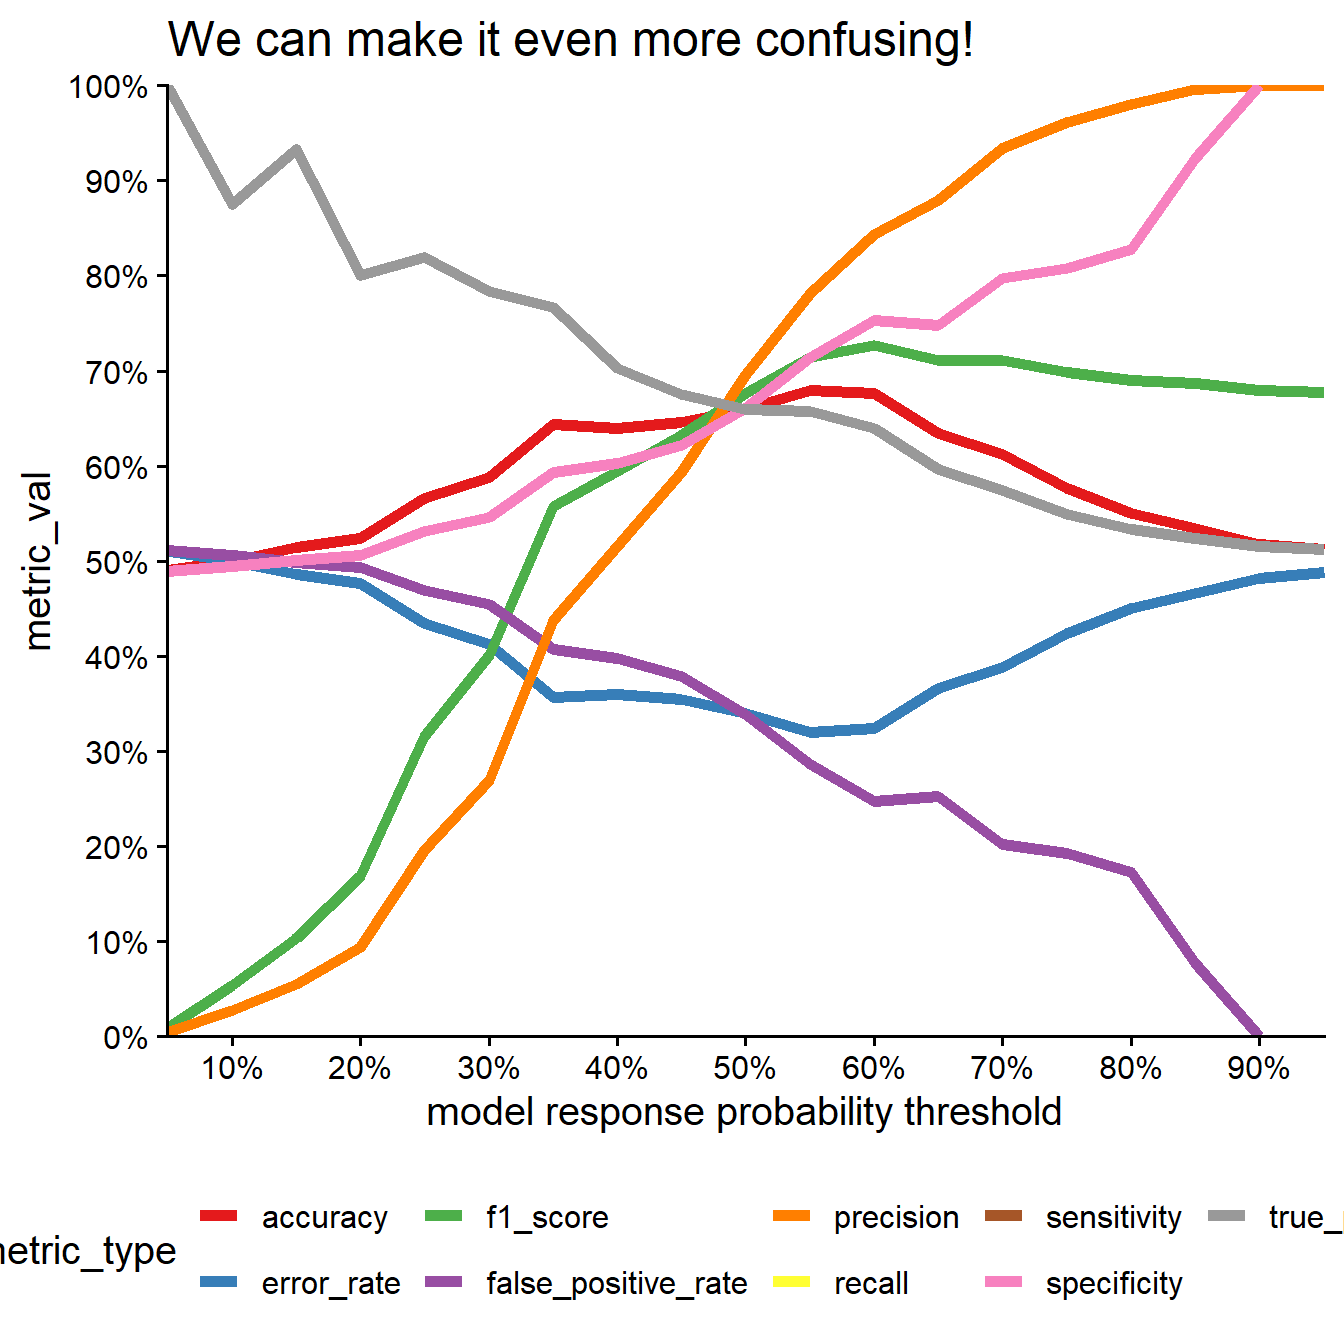 We can make it even more confusing!
100%
90%
80%
70%
60%
50%
40%
30%
20%
10%
0%
metric_val
10% 20% 30% 40% 50% 60% 70% 80% 90%
model response probability threshold
accuracy f1_score precision sensitivity
etric_type
error_rate false_positive_rate recall specificity